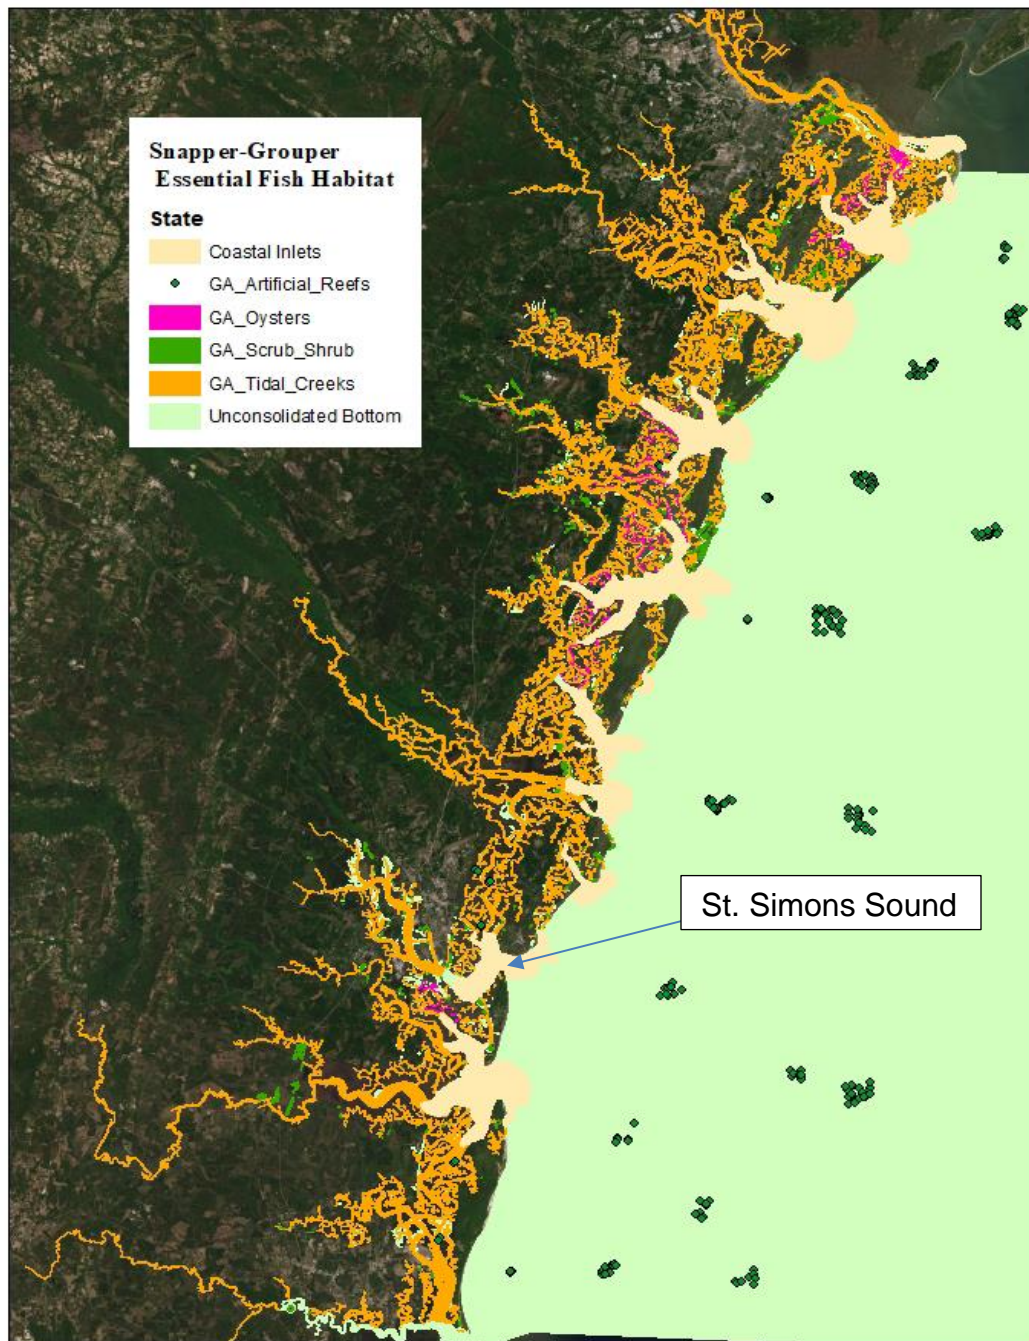 Snapper-Grouper
Essential Fish Habitat
State
Coastal Inlets
GA_Artificial_Reefs
GA_Oysters
GA_Scrub_Shrub
GA_Tidal_Creeks
Unconsolidated Bottom
St. Simons Sound